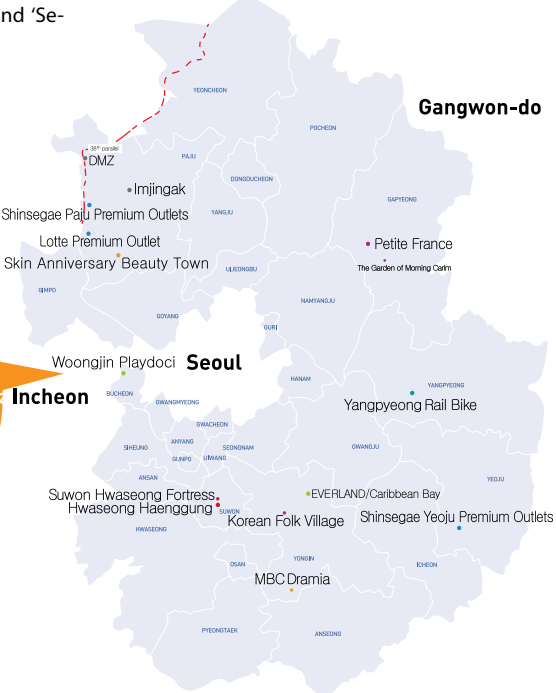 nd ‘Se-
YEONCHEON
Gangwon-do
POCHEON
38th parallel
DMZ
PAJU
DONGDUCHEON
Imjingak
GAPYEONG
Shinsegae Paju Premium Outlets
YANGJU
Lotte Premium Outlet
Petite France
Skin Anniversary Beauty Town
The Garden of Morning Carlm
UIJEONGBU
GIMPO
NAMYANGJU
GOYANG
GURI
Woongjin Playdoci
Seoul
HANAM
YANGPYEONG
BUCHEON
Incheon
GWANGMYEONG
Yangpyeong Rail Bike
GWACHEON
ANYANG
SIHEUNG
SEONGNAM
GWANGJU
GUNPO
UIWANG
ANSAN
YEOJU
Suwon Hwaseong Fortress
EVERLAND/Caribbean Bay
Hwaseong Haenggung
SUWON
Korean Folk Village
Shinsegae Yeoju Premium Outlets
HWASEONG
YONGIN
OSAN
ICHEON
MBC Dramia
PYEONGTAEK
ANSEONG